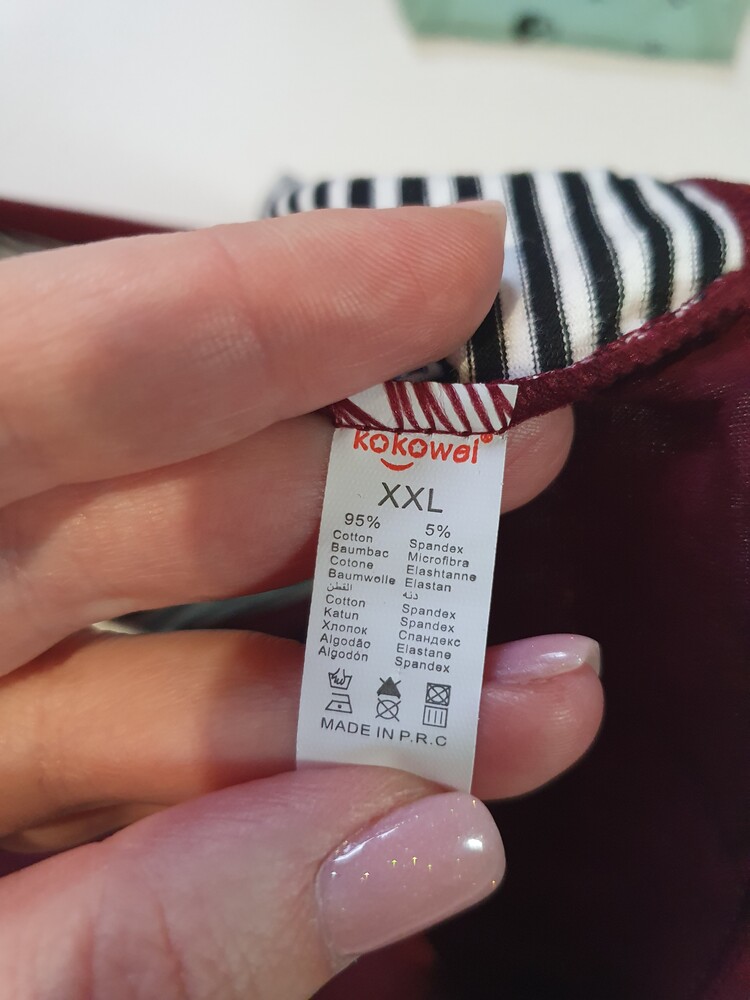 kokowei®
XXL
95% 5%
Cotton Spandex
Baumbac Microfibra
Cotone Elashtanne
Baumwolle Elastan
القطن دنه
Cotton Spandex
Katun Spandex
Хлопок Спандекс
Algodão Elastane
Algodón Spandex
MADE IN P.R.C